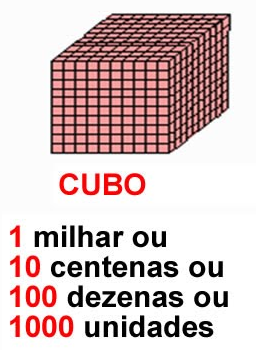 CUBO
1 milhar ou
10 centenas ou
100 dezenas ou
1000 unidades